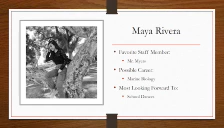 Maya Rivera
• Favorite Staff Member:
• Mr. Myers
• Possible Career:
• Marine Biology
• Most Looking Forward To:
• School Dances